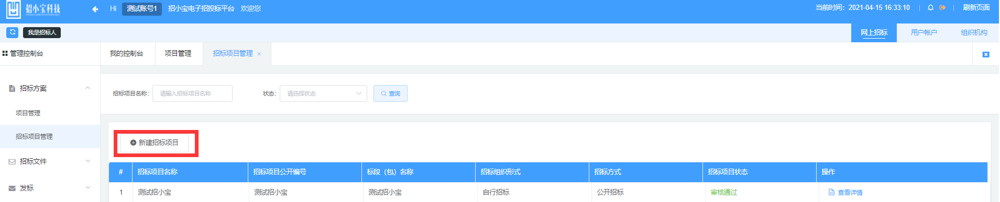 招小宝科技 Hi 测试账号1 招小宝电子招投标平台 欢迎您 当前时间：2021-04-15 16:33:10 刷新页面
我是招标人 网上招标 用户帐户 组织机构
管理控制台 我的控制台 项目管理 招标项目管理 ×
招标方案
项目管理
招标项目管理
招标文件
发标
招标项目名称： 请输入招标项目名称 状态： 请选择状态 查询
新建招标项目
# 招标项目名称 招标项目公开编号 标段（包）名称 招标组织形式 招标方式 招标项目状态 操作
1 测试招小宝 测试招小宝 测试招小宝 自行招标 公开招标 审核通过 查看详情